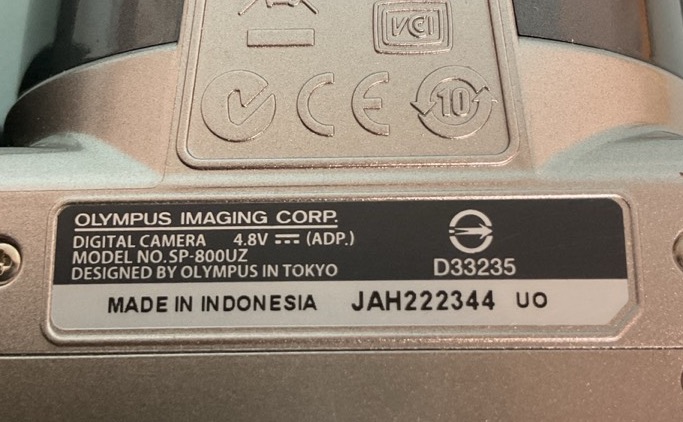 VCI
CE
10
OLYMPUS IMAGING CORP.
DIGITAL CAMERA 4.8V ⎓ (ADP.)
MODEL NO. SP-800UZ
DESIGNED BY OLYMPUS IN TOKYO
D33235
MADE IN INDONESIA JAH222344 UO